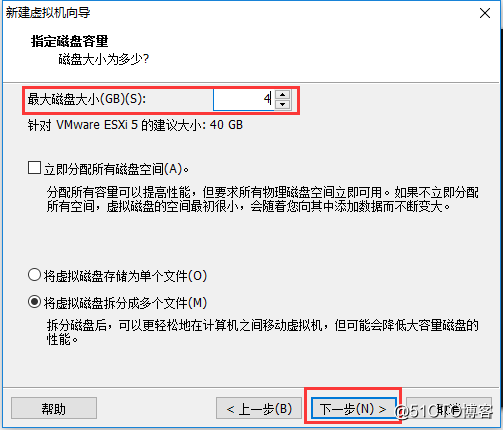 新建虚拟机向导
指定磁盘容量
磁盘大小为多少?
最大磁盘大小(GB)(S): 4
针对 VMware ESXi 5 的建议大小: 40 GB
立即分配所有磁盘空间(A)。
分配所有容量可以提高性能，但要求所有物理磁盘空间立即可用。如果不立即分配
所有空间，虚拟磁盘的空间最初很小，会随着您向其中添加数据而不断变大。
将虚拟磁盘存储为单个文件(O)
将虚拟磁盘拆分成多个文件(M)
拆分磁盘后，可以更轻松地在计算机之间移动虚拟机，但可能会降低大容量磁盘的
性能。
帮助 < 上一步(B) 下一步(N) > 取消
@51CTO博客